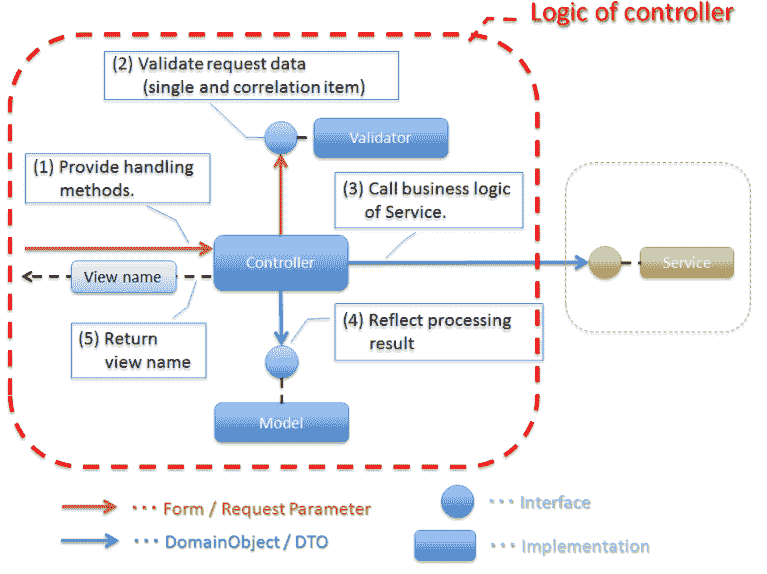 Logic of controller
(2) Validate request data
(single and correlation item)
Validator
(1) Provide handling
methods.
(3) Call business logic
of Service.
Controller
Service
View name
(5) Return
view name
(4) Reflect processing
result
Model
··· Form / Request Parameter
··· Interface
··· DomainObject / DTO
··· Implementation